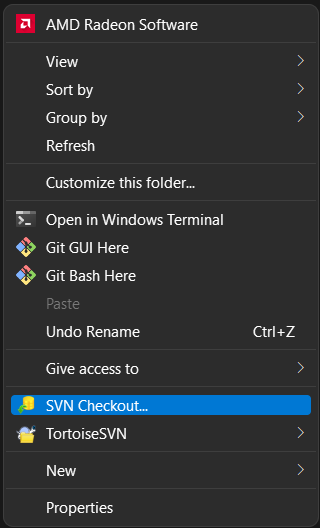 AMD Radeon Software
View
Sort by
Group by
Refresh
Customize this folder...
Open in Windows Terminal
Git GUI Here
Git Bash Here
Paste
Undo Rename Ctrl+Z
Give access to
SVN Checkout...
TortoiseSVN
New
Properties